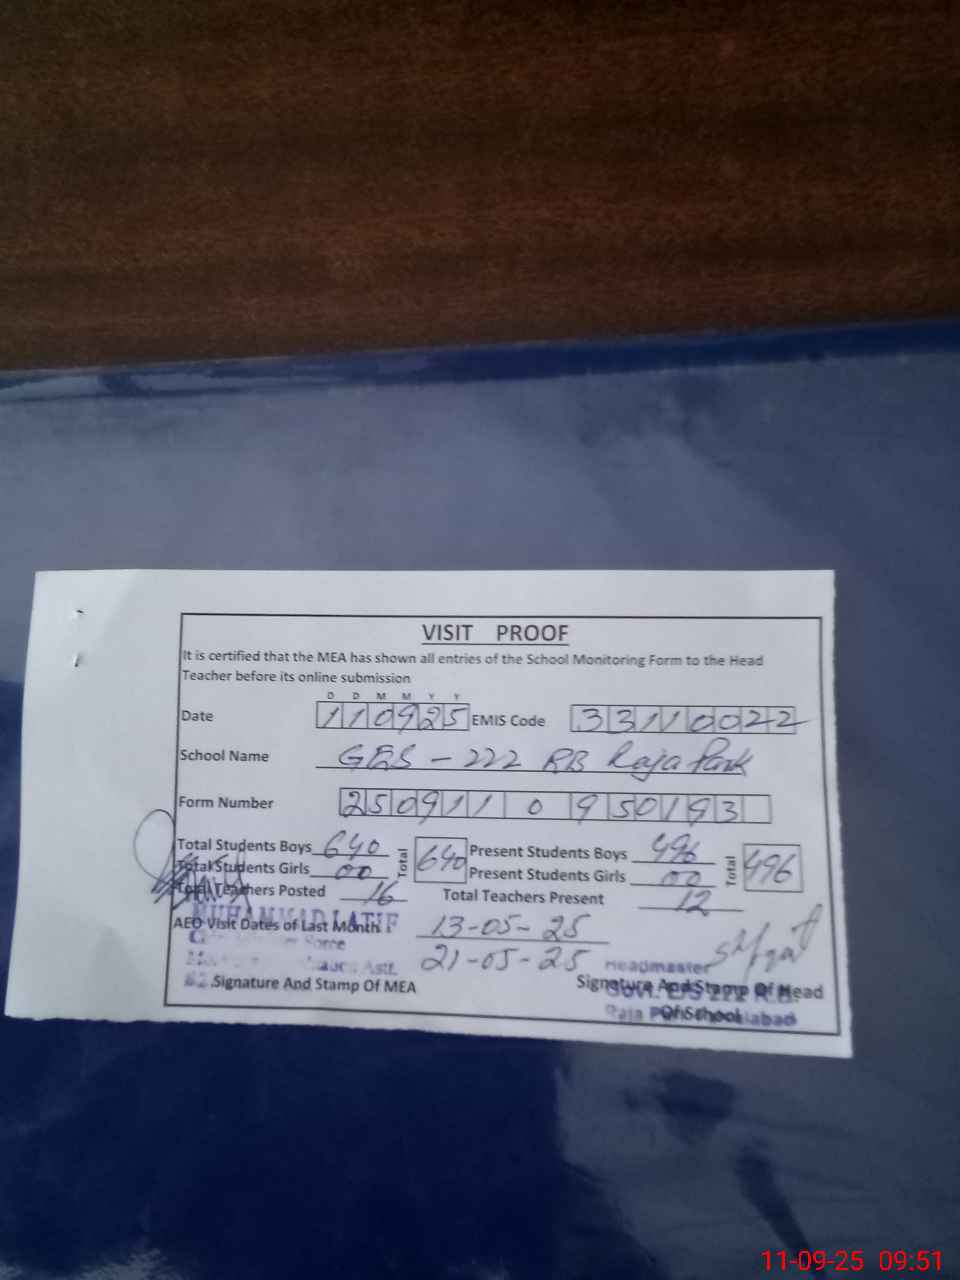 VISIT PROOF
It is certified that the MEA has shown all entries of the School Monitoring Form to the Head
Teacher before its online submission
D D M M Y Y
Date 110925 EMIS Code 33110022
School Name GES - 222 RB Raja Park
Form Number 250911 0 950193
Total Students Boys 640 Total 640 Present Students Boys 496 Total 496
Total Students Girls 00 Present Students Girls 00
Total Teachers Posted 16 Total Teachers Present 12
MUHAMMAD LATIF
AEO Visit Dates of Last Month 13-05-25
21-05-25
Headmaster
Signature And Stamp Of MEA Signature And Stamp Of Head
Of School
11-09-25 09:51